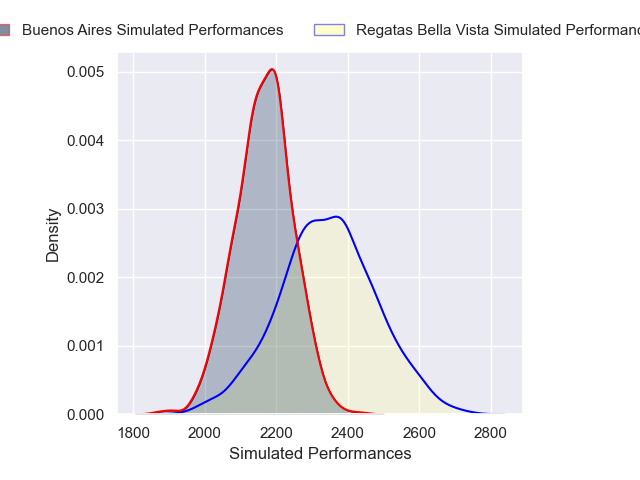 Buenos Aires Simulated Performances
Regatas Bella Vista Simulated
0.005
0.004
0.003
0.002
0.001
0.000
Density
1800 2000 2200 2400 2600 2800
Simulated Performances